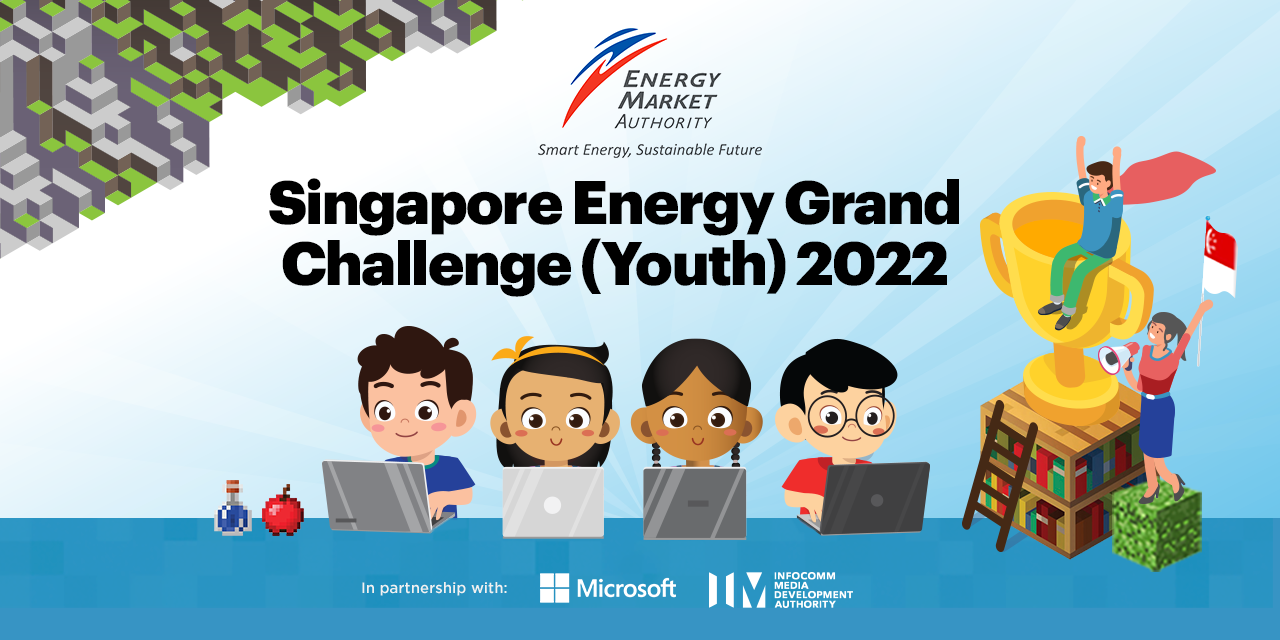 ENERGY
MARKET
AUTHORITY
Smart Energy, Sustainable Future
Singapore Energy Grand
Challenge (Youth) 2022
In partnership with:
Microsoft
INFOCOMM
MEDIA
DEVELOPMENT
AUTHORITY